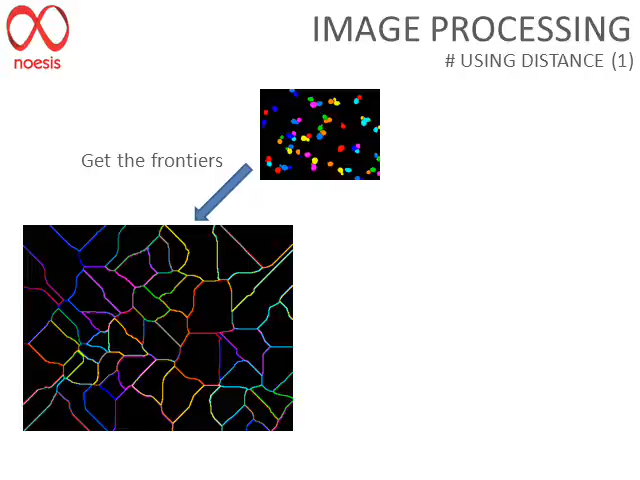 IMAGE PROCESSING
# USING DISTANCE (1)
noesis
Get the frontiers